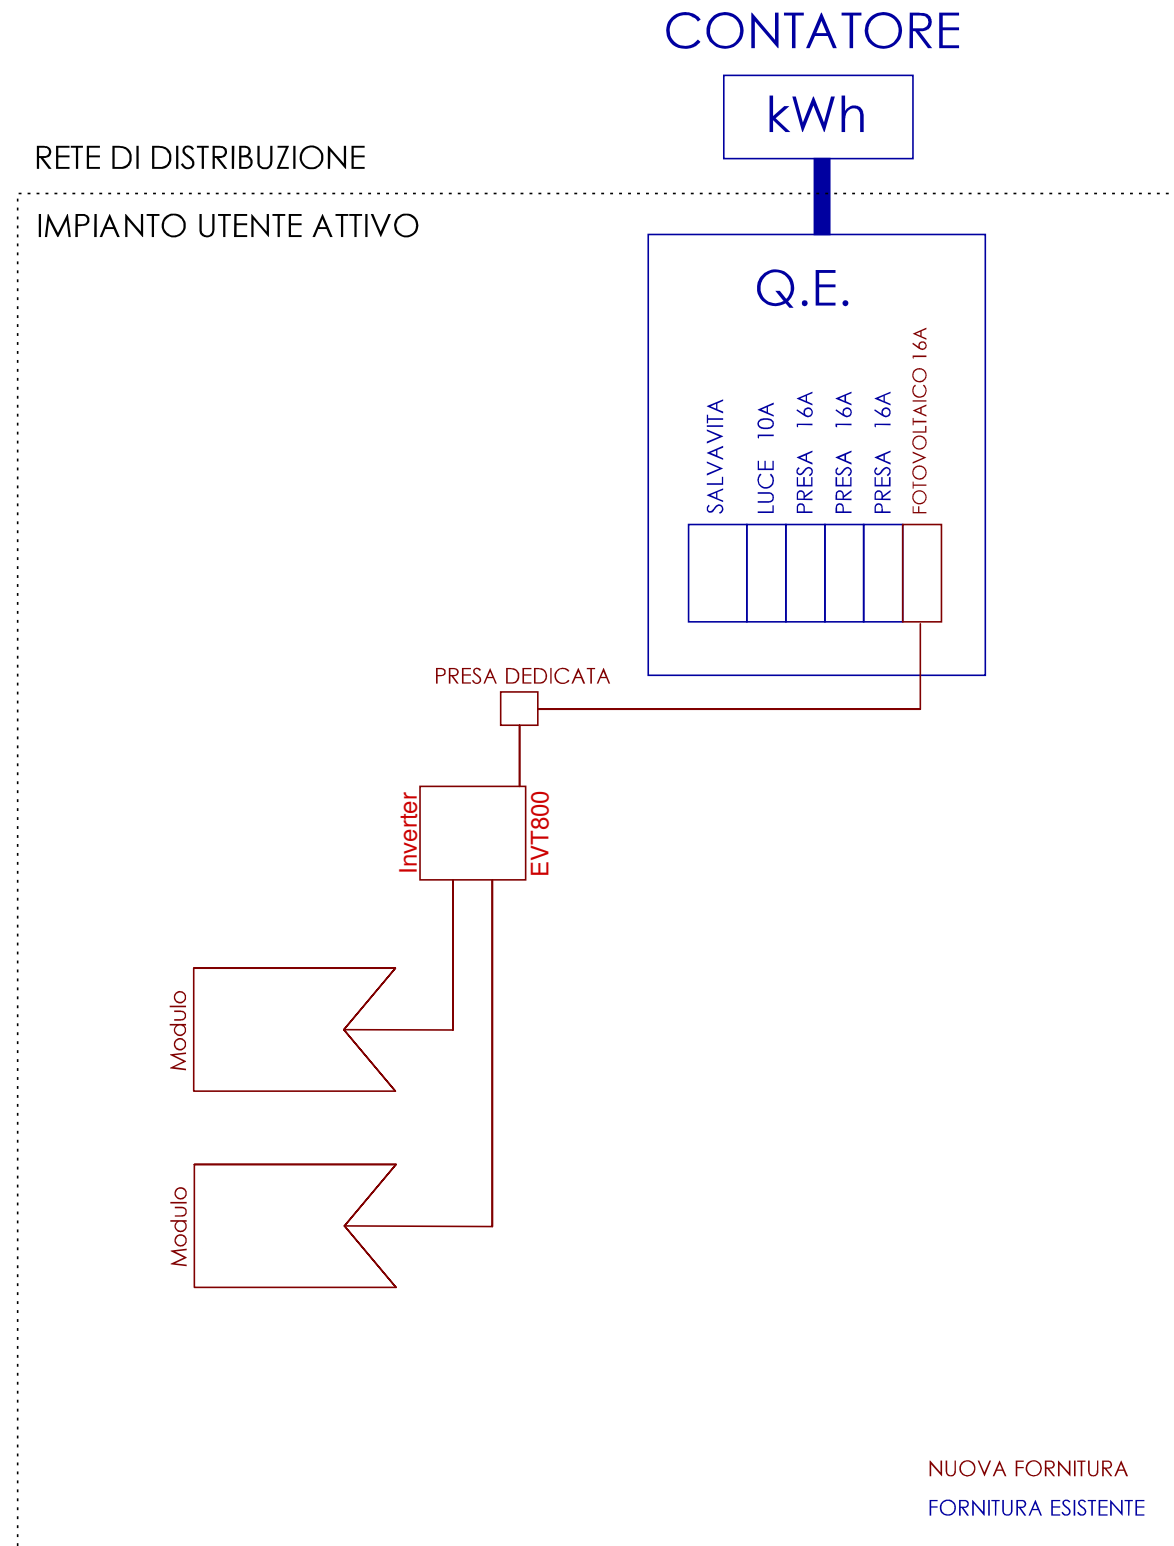 CONTATORE
kWh
RETE DI DISTRIBUZIONE
IMPIANTO UTENTE ATTIVO
Q.E.
SALVAVITA
LUCE 10A
PRESA 16A
PRESA 16A
PRESA 16A
FOTOVOLTAICO 16A
PRESA DEDICATA
Inverter
EVT800
Modulo
Modulo
NUOVA FORNITURA
FORNITURA ESISTENTE